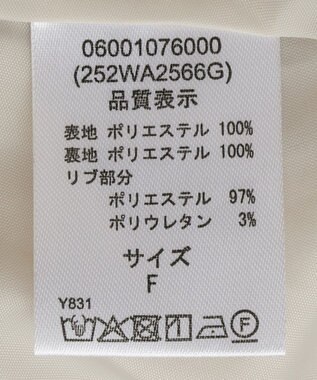 06001076000
(252WA2566G)
品質表示
表地 ポリエステル 100%
裏地 ポリエステル 100%
リブ部分
ポリエステル 97%
ポリウレタン 3%
サイズ
F
Y831
F